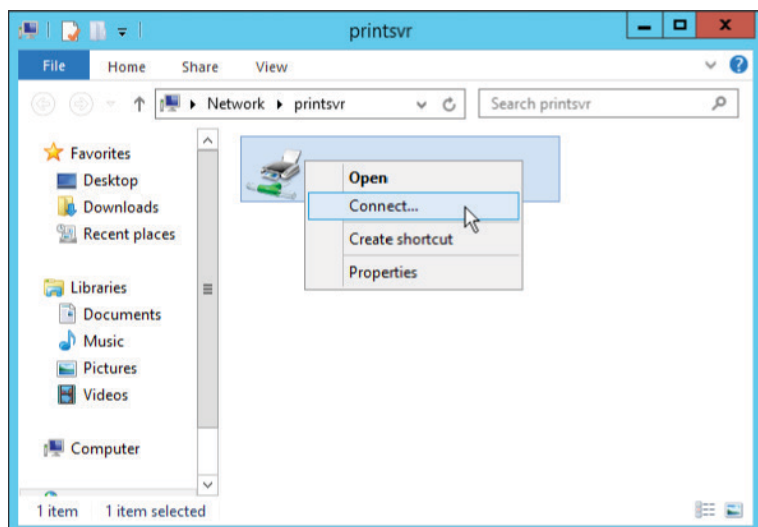 printsvr
File Home Share View
Network printsvr Search printsvr
Favorites
Desktop
Downloads
Recent places
Libraries
Documents
Music
Pictures
Videos
Computer
Open
Connect...
Create shortcut
Properties
1 item 1 item selected